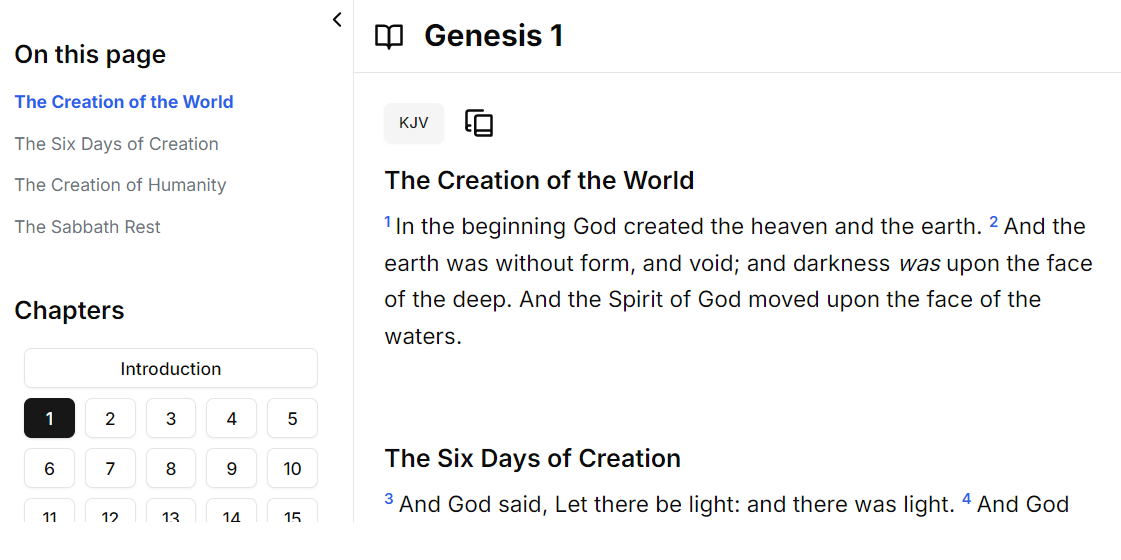 On this page
The Creation of the World
The Six Days of Creation
The Creation of Humanity
The Sabbath Rest
Chapters
Introduction
1 2 3 4 5
6 7 8 9 10
11 12 13 14 15
Genesis 1
KJV
The Creation of the World
1 In the beginning God created the heaven and the earth. 2 And the
earth was without form, and void; and darkness was upon the face
of the deep. And the Spirit of God moved upon the face of the
waters.
The Six Days of Creation
3 And God said, Let there be light: and there was light. 4 And God